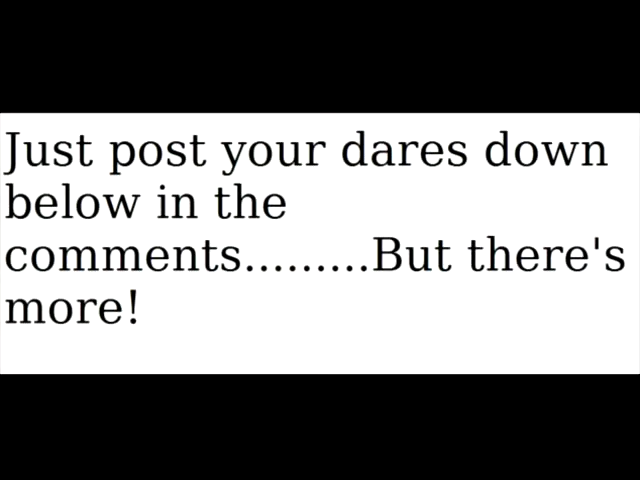 Just post your dares down
below in the
comments.........But there's
more!